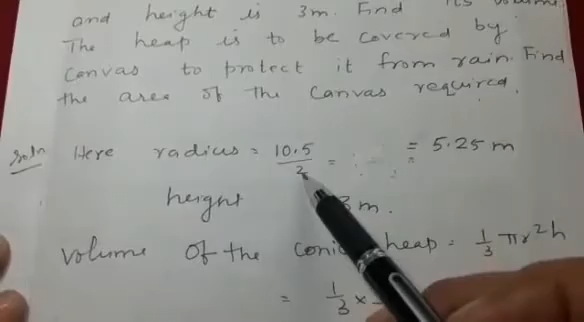 and height is 3m. Find its volume.
The heap is to be covered by
Canvas to protect it from rain. Find
the area of the canvas required.
Soln Here radius = 10.5/2 = = 5.25 m
height 3 m.
Volume of the conic heap = 1/3 πr²h
= 1/3 ×